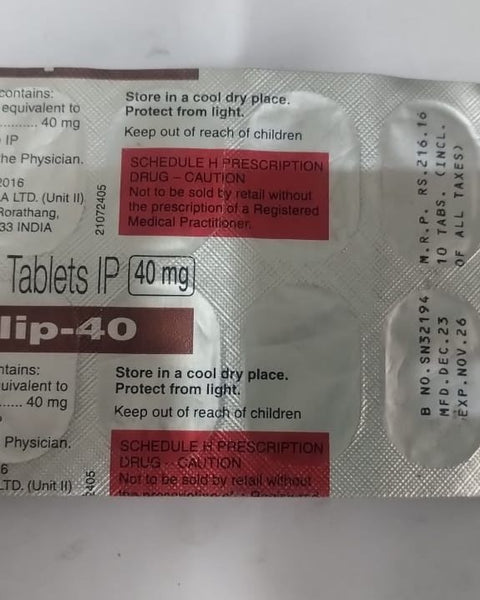 contains:
equivalent to
.......... 40 mg
IP
the Physician.
2016
A LTD. (Unit II)
Rorathang,
33 INDIA
21072405
Store in a cool dry place.
Protect from light.
Keep out of reach of children
SCHEDULE H PRESCRIPTION
DRUG – CAUTION
Not to be sold by retail without
the prescription of a Registered
Medical Practitioner.
M.R.P. RS.216.16
10 TABS. (INCL.
OF ALL TAXES)
Tablets IP 40 mg
lip-40
ntains:
uivalent to
..... 40 mg
Physician.
6
LTD. (Unit II)
405
Store in a cool dry place.
Protect from light.
Keep out of reach of children
SCHEDULE H PRESCRIPTION
DRUG - CAUTION
Not to be sold by retail without
B NO.SN32194
MFD.DEC.23
EXP.NOV.26